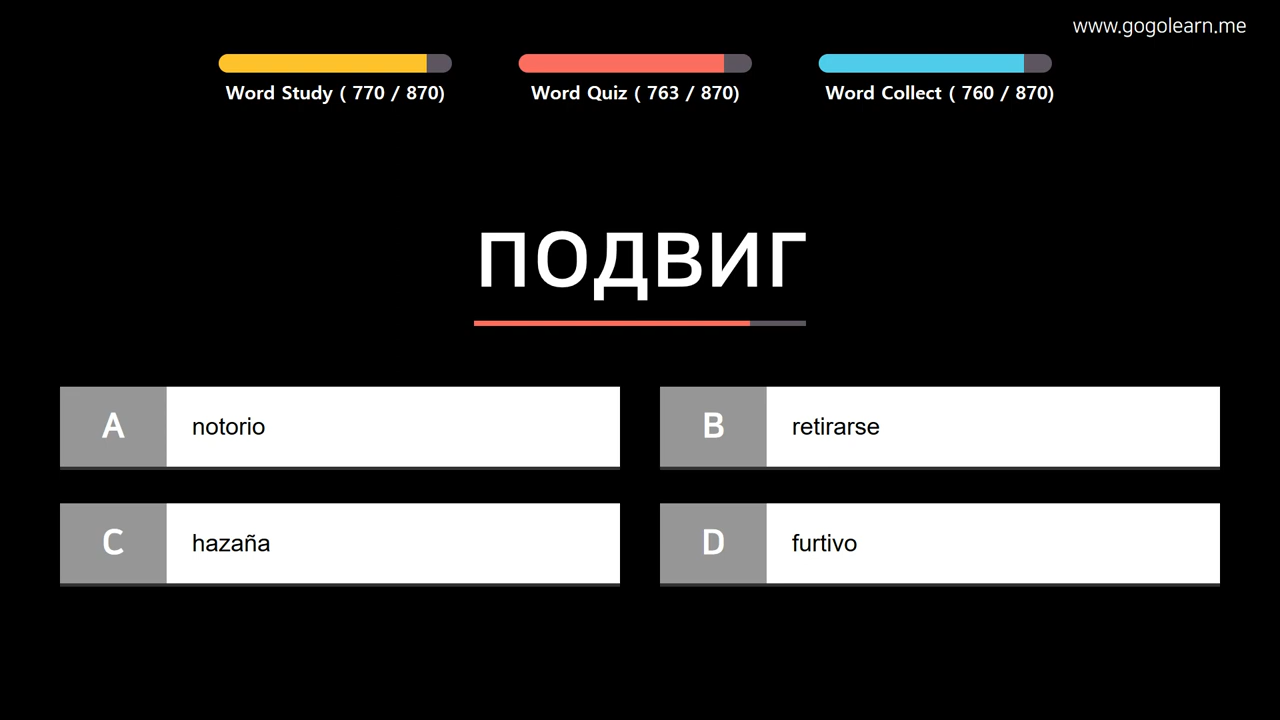 www.gogolearn.me
Word Study ( 770 / 870)
Word Quiz ( 763 / 870)
Word Collect ( 760 / 870)
ПОДВИГ
A notorio
B retirarse
C hazaña
D furtivo